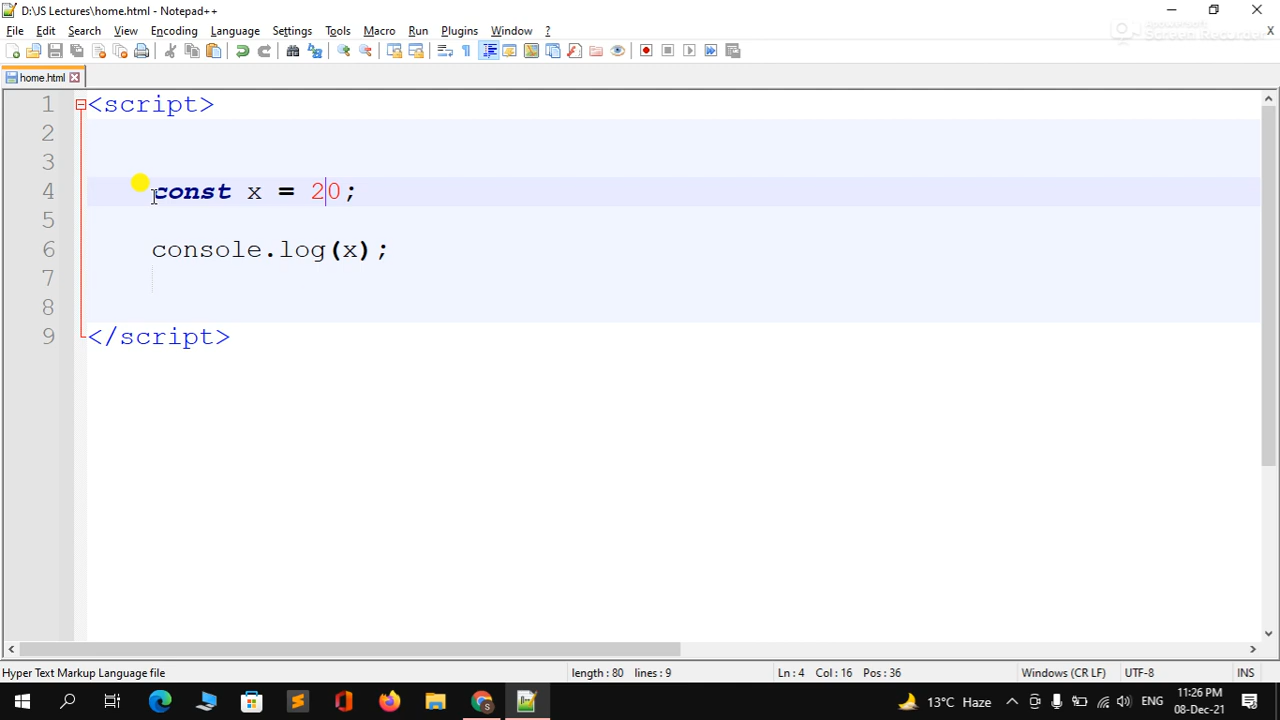 D:\JS Lectures\home.html - Notepad++
File Edit Search View Encoding Language Settings Tools Macro Run Plugins Window ?
X
Apowersoft
Screen Recorder
home.html
1 <script>
2
3
4 const x = 20;
5
6 console.log(x);
7
8
9 </script>
Hyper Text Markup Language file length : 80 lines : 9 Ln : 4 Col : 16 Pos : 36 Windows (CR LF) UTF-8 INS
13°C Haze ENG 11:26 PM
08-Dec-21